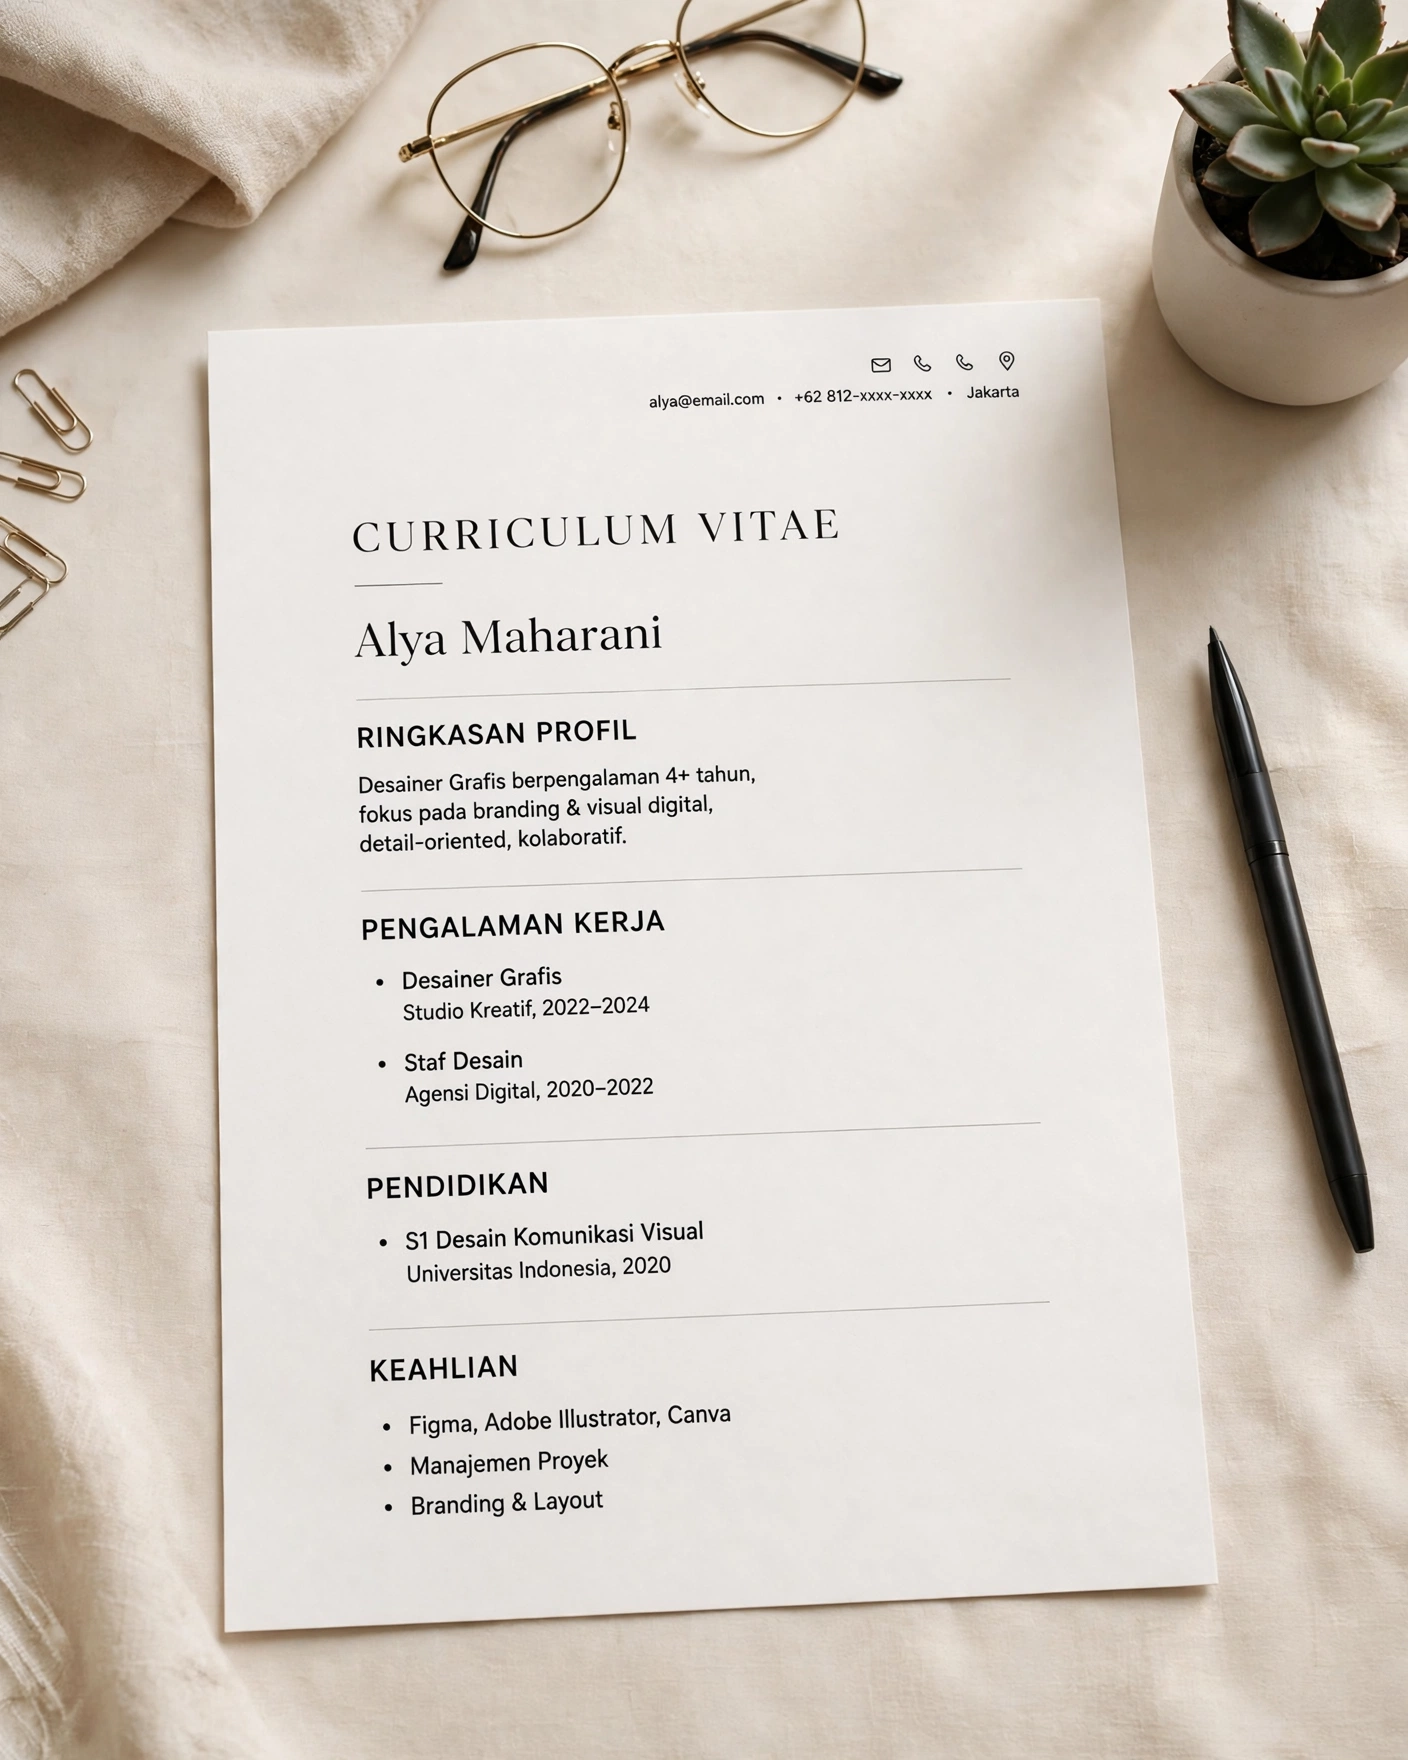 alya@email.com • +62 812-xxxx-xxxx • Jakarta
CURRICULUM VITAE
Alya Maharani
RINGKASAN PROFIL
Desainer Grafis berpengalaman 4+ tahun,
fokus pada branding & visual digital,
detail-oriented, kolaboratif.
PENGALAMAN KERJA
• Desainer Grafis
Studio Kreatif, 2022–2024
• Staf Desain
Agensi Digital, 2020–2022
PENDIDIKAN
• S1 Desain Komunikasi Visual
Universitas Indonesia, 2020
KEAHLIAN
• Figma, Adobe Illustrator, Canva
• Manajemen Proyek
• Branding & Layout